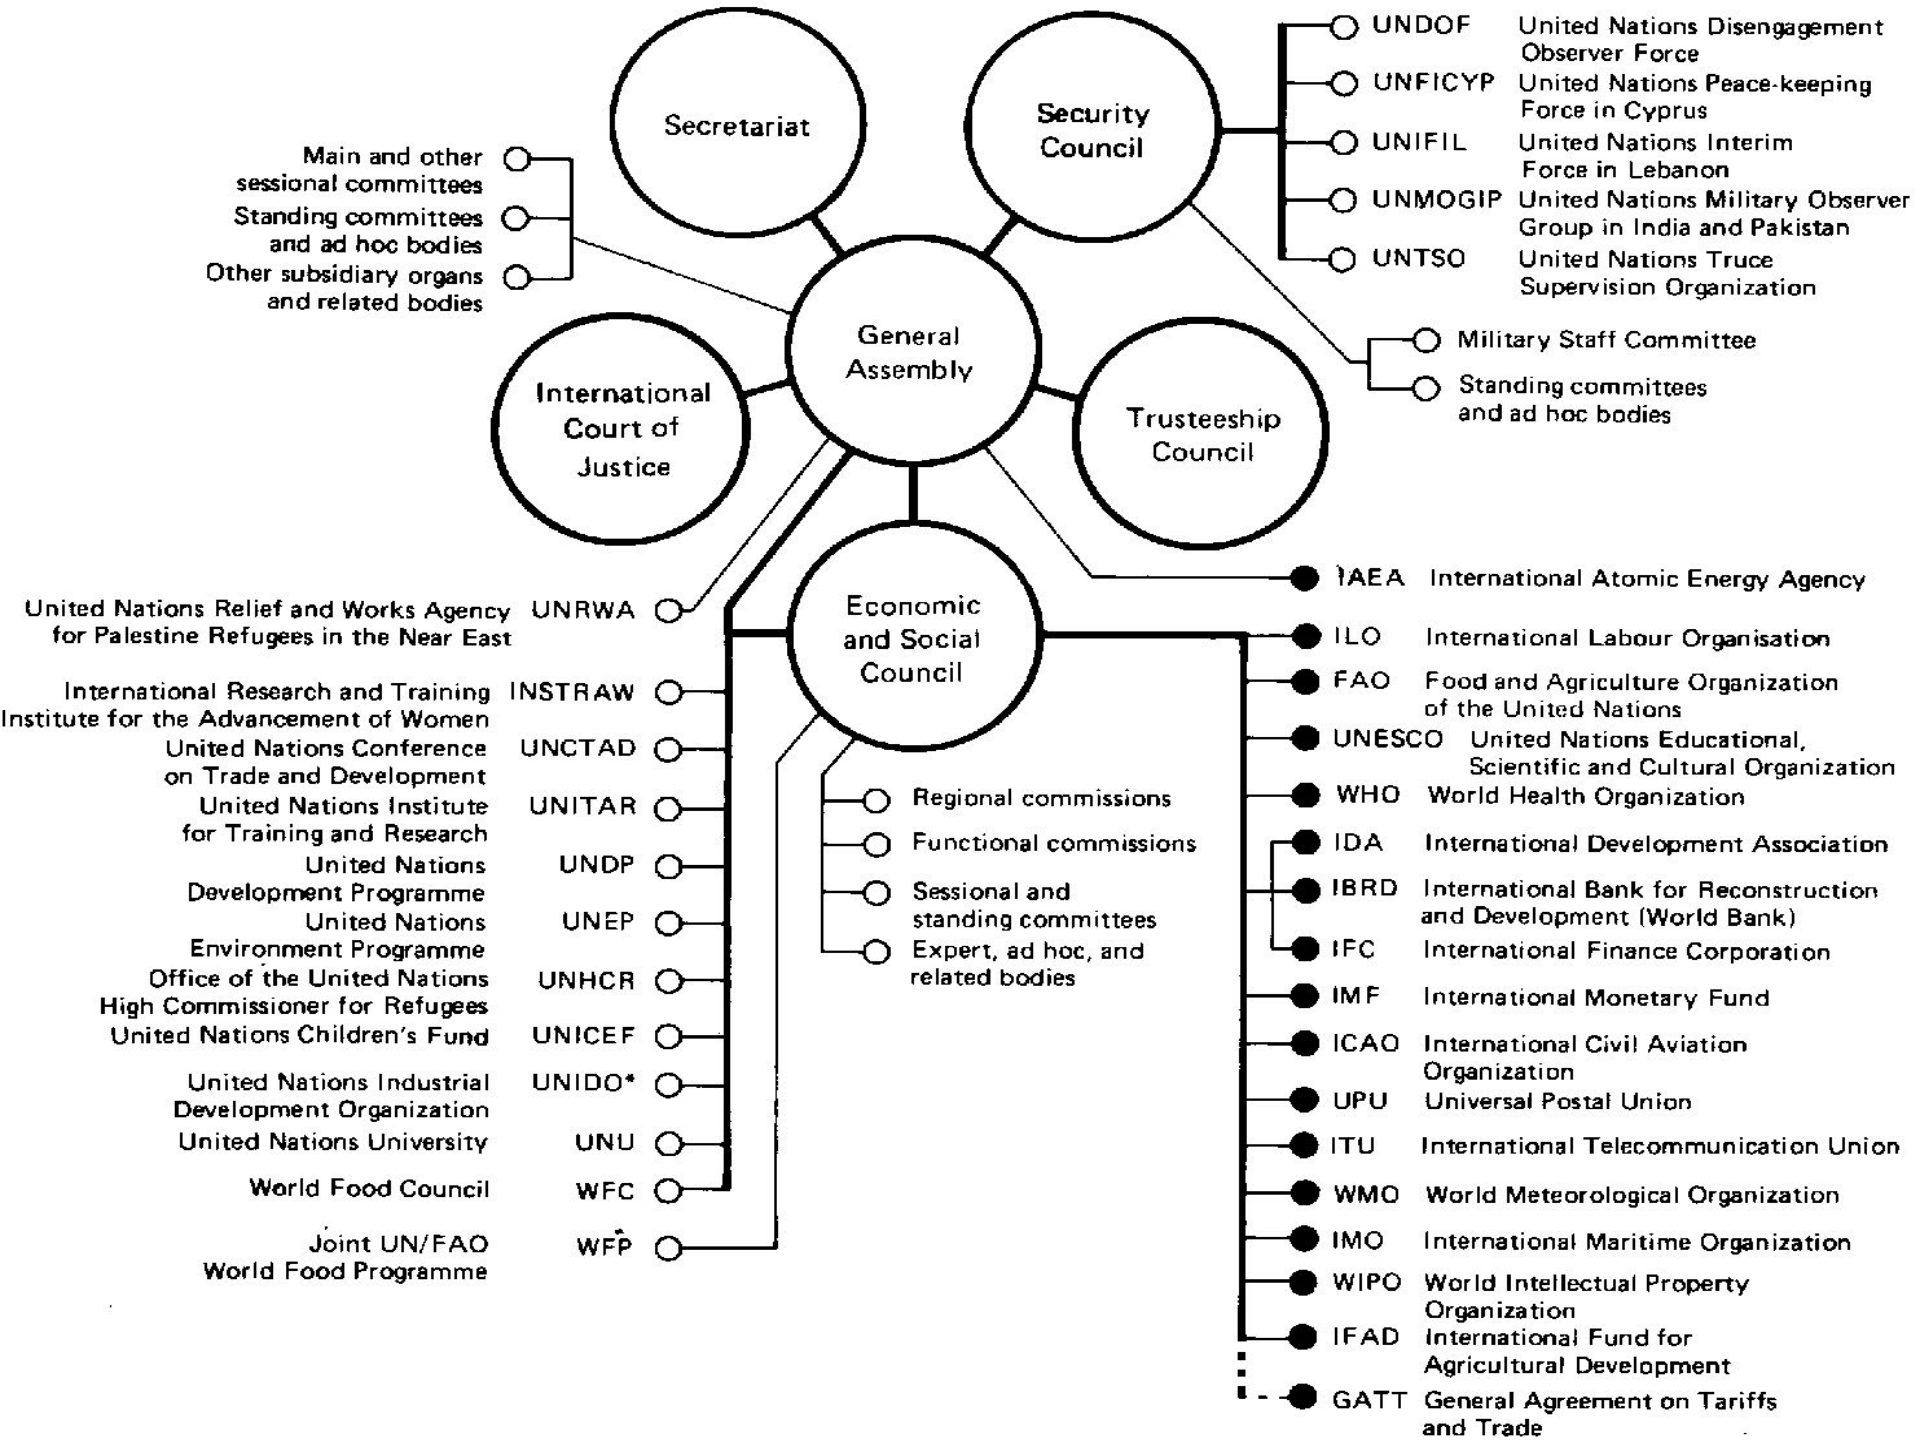 Secretariat
Security
Council
UNDOF United Nations Disengagement
Observer Force
UNFICYP United Nations Peace-keeping
Force in Cyprus
UNIFIL United Nations Interim
Force in Lebanon
UNMOGIP United Nations Military Observer
Group in India and Pakistan
UNTSO United Nations Truce
Supervision Organization
Main and other
sessional committees
Standing committees
and ad hoc bodies
Other subsidiary organs
and related bodies
General
Assembly
Military Staff Committee
Standing committees
and ad hoc bodies
International
Court of
Justice
Trusteeship
Council
Economic
and Social
Council
United Nations Relief and Works Agency UNRWA
for Palestine Refugees in the Near East
International Research and Training INSTRAW
Institute for the Advancement of Women
United Nations Conference UNCTAD
on Trade and Development
United Nations Institute UNITAR
for Training and Research
United Nations UNDP
Development Programme
United Nations UNEP
Environment Programme
Office of the United Nations UNHCR
High Commissioner for Refugees
United Nations Children's Fund UNICEF
United Nations Industrial UNIDO*
Development Organization
United Nations University UNU
World Food Council WFC
Joint UN/FAO WFP
World Food Programme
Regional commissions
Functional commissions
Sessional and
standing committees
Expert, ad hoc, and
related bodies
IAEA International Atomic Energy Agency
ILO International Labour Organisation
FAO Food and Agriculture Organization
of the United Nations
UNESCO United Nations Educational,
Scientific and Cultural Organization
WHO World Health Organization
IDA International Development Association
IBRD International Bank for Reconstruction
and Development (World Bank)
IFC International Finance Corporation
IMF International Monetary Fund
ICAO International Civil Aviation
Organization
UPU Universal Postal Union
ITU International Telecommunication Union
WMO World Meteorological Organization
IMO International Maritime Organization
WIPO World Intellectual Property
Organization
IFAD International Fund for
Agricultural Development
GATT General Agreement on Tariffs
and Trade